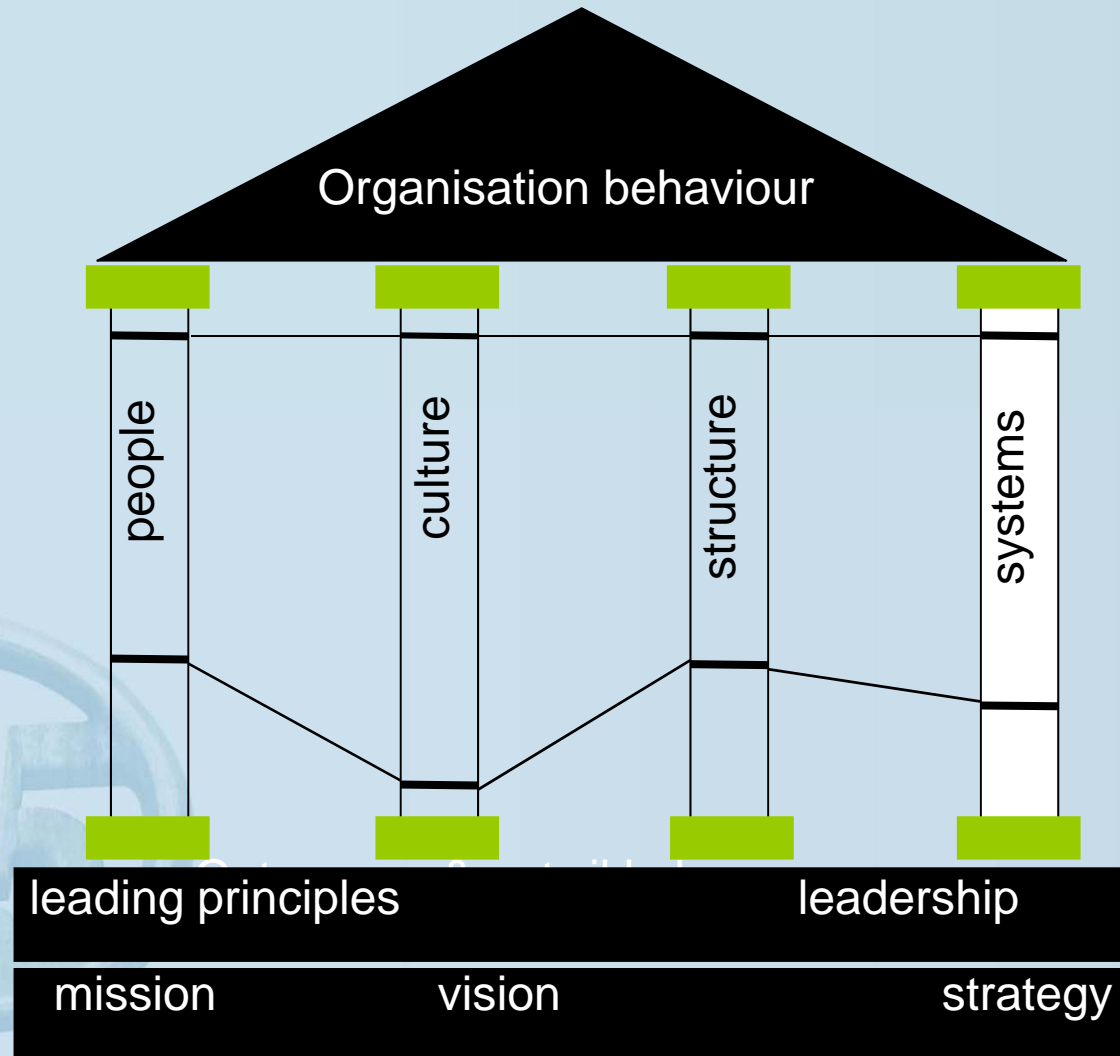 Organisation behaviour
people
culture
structure
systems
leading principles leadership
mission vision strategy